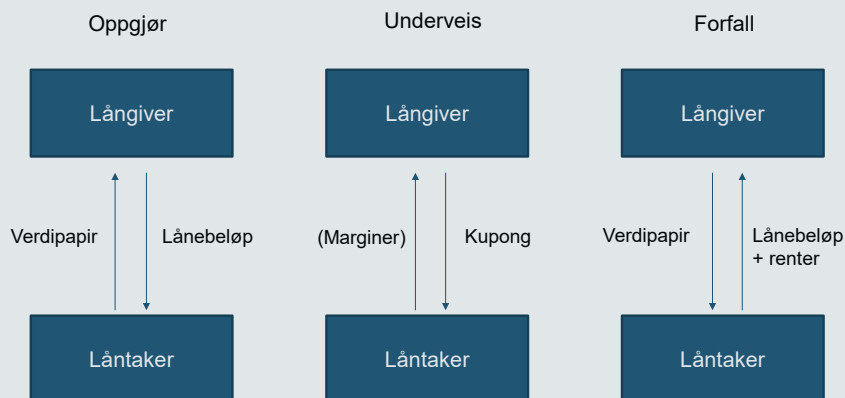 Oppgjør
Underveis
Forfall
Långiver
Långiver
Långiver
Verdipapir
Lånebeløp
(Marginer)
Kupong
Verdipapir
Lånebeløp
+ renter
Låntaker
Låntaker
Låntaker